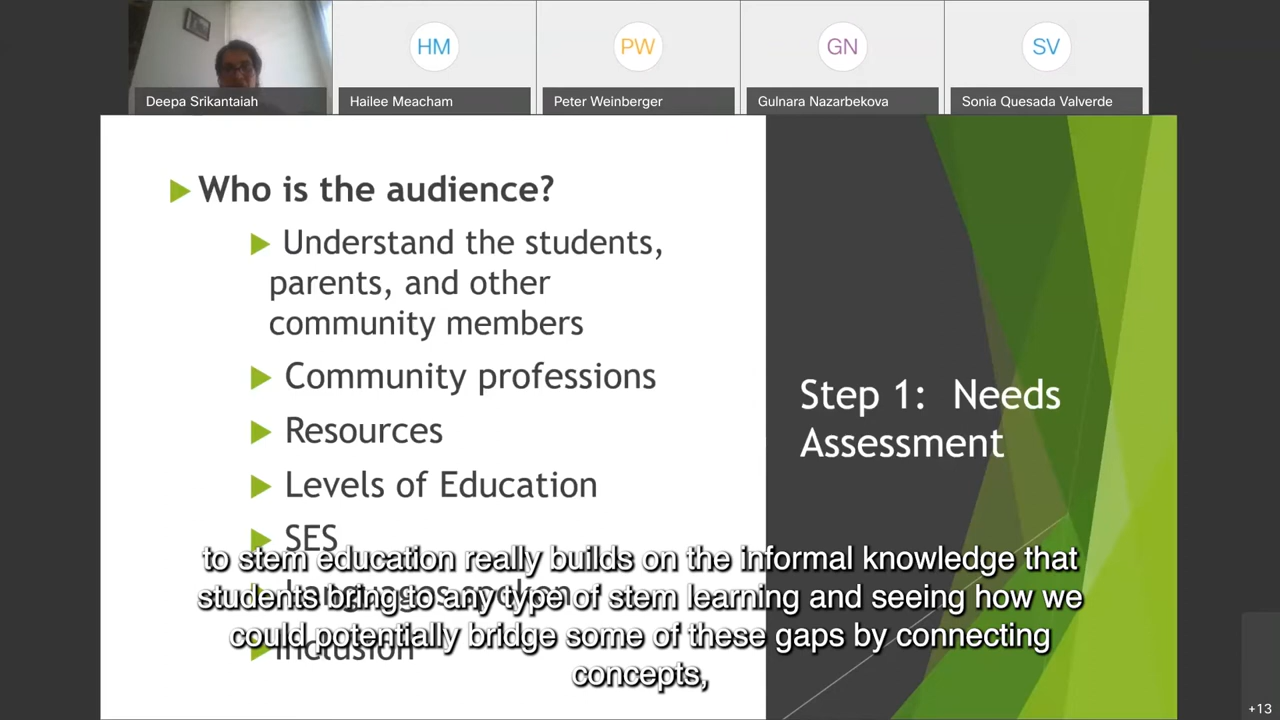 HM
PW
GN
SV
Deepa Srikantaiah
Hailee Meacham
Peter Weinberger
Gulnara Nazarbekova
Sonia Quesada Valverde
Who is the audience?
Understand the students,
parents, and other
community members
Community professions
Resources
Levels of Education
SES
Languages spoken
Inclusion
Step 1: Needs
Assessment
to stem education really builds on the informal knowledge that
students bring to any type of stem learning and seeing how we
could potentially bridge some of these gaps by connecting
concepts,
+13